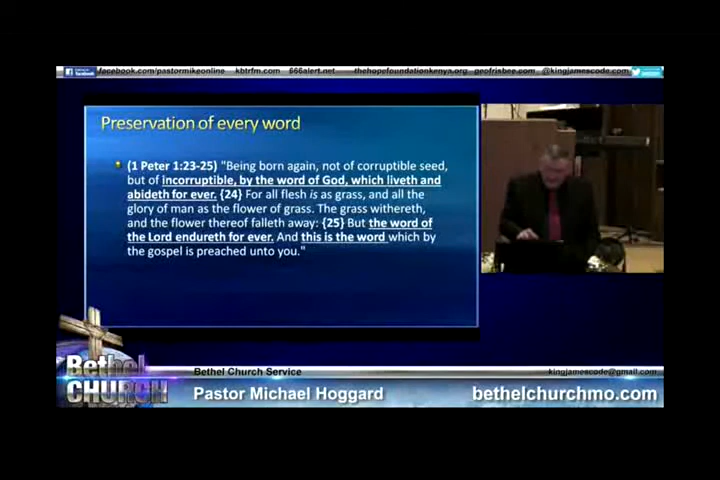 facebook.com/pastormikeonline kbtrfm.com 666alert.net thehopefoundationkenya.org geofrisbee.com @kingjamescode.com
Preservation of every word
(1 Peter 1:23-25) "Being born again, not of corruptible seed,
but of incorruptible, by the word of God, which liveth and
abideth for ever. {24} For all flesh is as grass, and all the
glory of man as the flower of grass. The grass withereth,
and the flower thereof falleth away: {25} But the word of
the Lord endureth for ever. And this is the word which by
the gospel is preached unto you."
Bethel
CHURCH
Bethel Church Service
kingjamescode@gmail.com
Pastor Michael Hoggard
bethelchurchmo.com